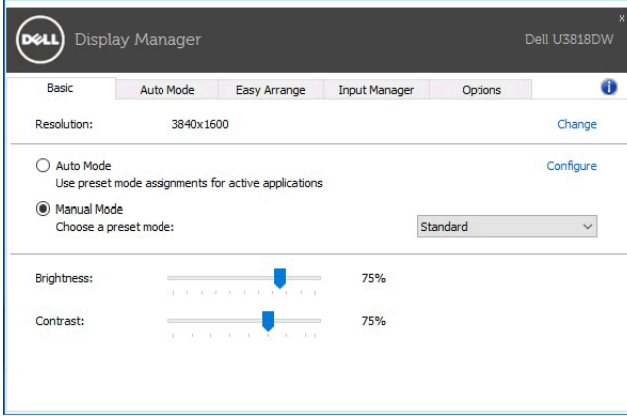 x
DELL Display Manager Dell U3818DW
Basic Auto Mode Easy Arrange Input Manager Options i
Resolution: 3840x1600 Change
Auto Mode Configure
Use preset mode assignments for active applications
Manual Mode
Choose a preset mode: Standard
Brightness: 75%
Contrast: 75%